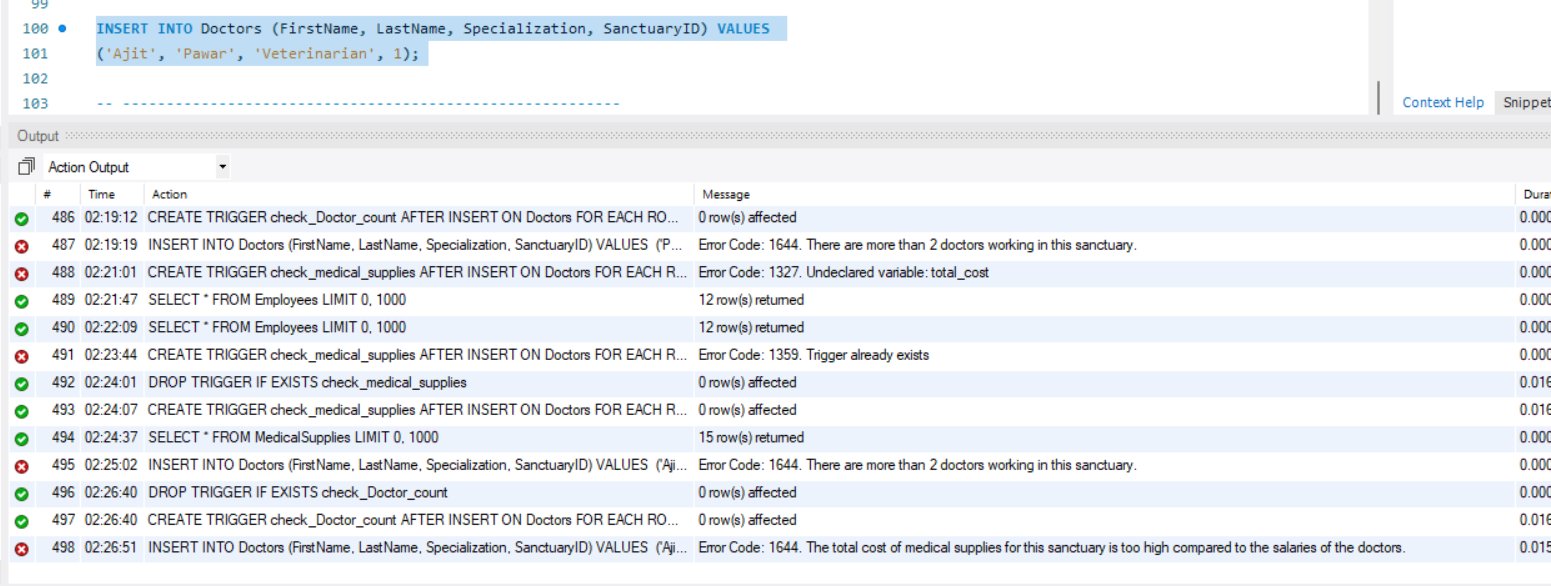 99
100 INSERT INTO Doctors (FirstName, LastName, Specialization, SanctuaryID) VALUES
101 ('Ajit', 'Pawar', 'Veterinarian', 1);
102
103 -- ---------------------------------------------------------
Context Help Snippet
Output
Action Output
# Time Action Message Durat
486 02:19:12 CREATE TRIGGER check_Doctor_count AFTER INSERT ON Doctors FOR EACH RO... 0 row(s) affected 0.000
487 02:19:19 INSERT INTO Doctors (FirstName, LastName, Specialization, SanctuaryID) VALUES ('P... Error Code: 1644. There are more than 2 doctors working in this sanctuary. 0.000
488 02:21:01 CREATE TRIGGER check_medical_supplies AFTER INSERT ON Doctors FOR EACH R... Error Code: 1327. Undeclared variable: total_cost 0.000
489 02:21:47 SELECT * FROM Employees LIMIT 0, 1000 12 row(s) returned 0.000
490 02:22:09 SELECT * FROM Employees LIMIT 0, 1000 12 row(s) returned 0.000
491 02:23:44 CREATE TRIGGER check_medical_supplies AFTER INSERT ON Doctors FOR EACH R... Error Code: 1359. Trigger already exists 0.000
492 02:24:01 DROP TRIGGER IF EXISTS check_medical_supplies 0 row(s) affected 0.016
493 02:24:07 CREATE TRIGGER check_medical_supplies AFTER INSERT ON Doctors FOR EACH R... 0 row(s) affected 0.016
494 02:24:37 SELECT * FROM MedicalSupplies LIMIT 0, 1000 15 row(s) returned 0.000
495 02:25:02 INSERT INTO Doctors (FirstName, LastName, Specialization, SanctuaryID) VALUES ('Aji... Error Code: 1644. There are more than 2 doctors working in this sanctuary. 0.000
496 02:26:40 DROP TRIGGER IF EXISTS check_Doctor_count 0 row(s) affected 0.000
497 02:26:40 CREATE TRIGGER check_Doctor_count AFTER INSERT ON Doctors FOR EACH RO... 0 row(s) affected 0.016
498 02:26:51 INSERT INTO Doctors (FirstName, LastName, Specialization, SanctuaryID) VALUES ('Aji... Error Code: 1644. The total cost of medical supplies for this sanctuary is too high compared to the salaries of the doctors. 0.015